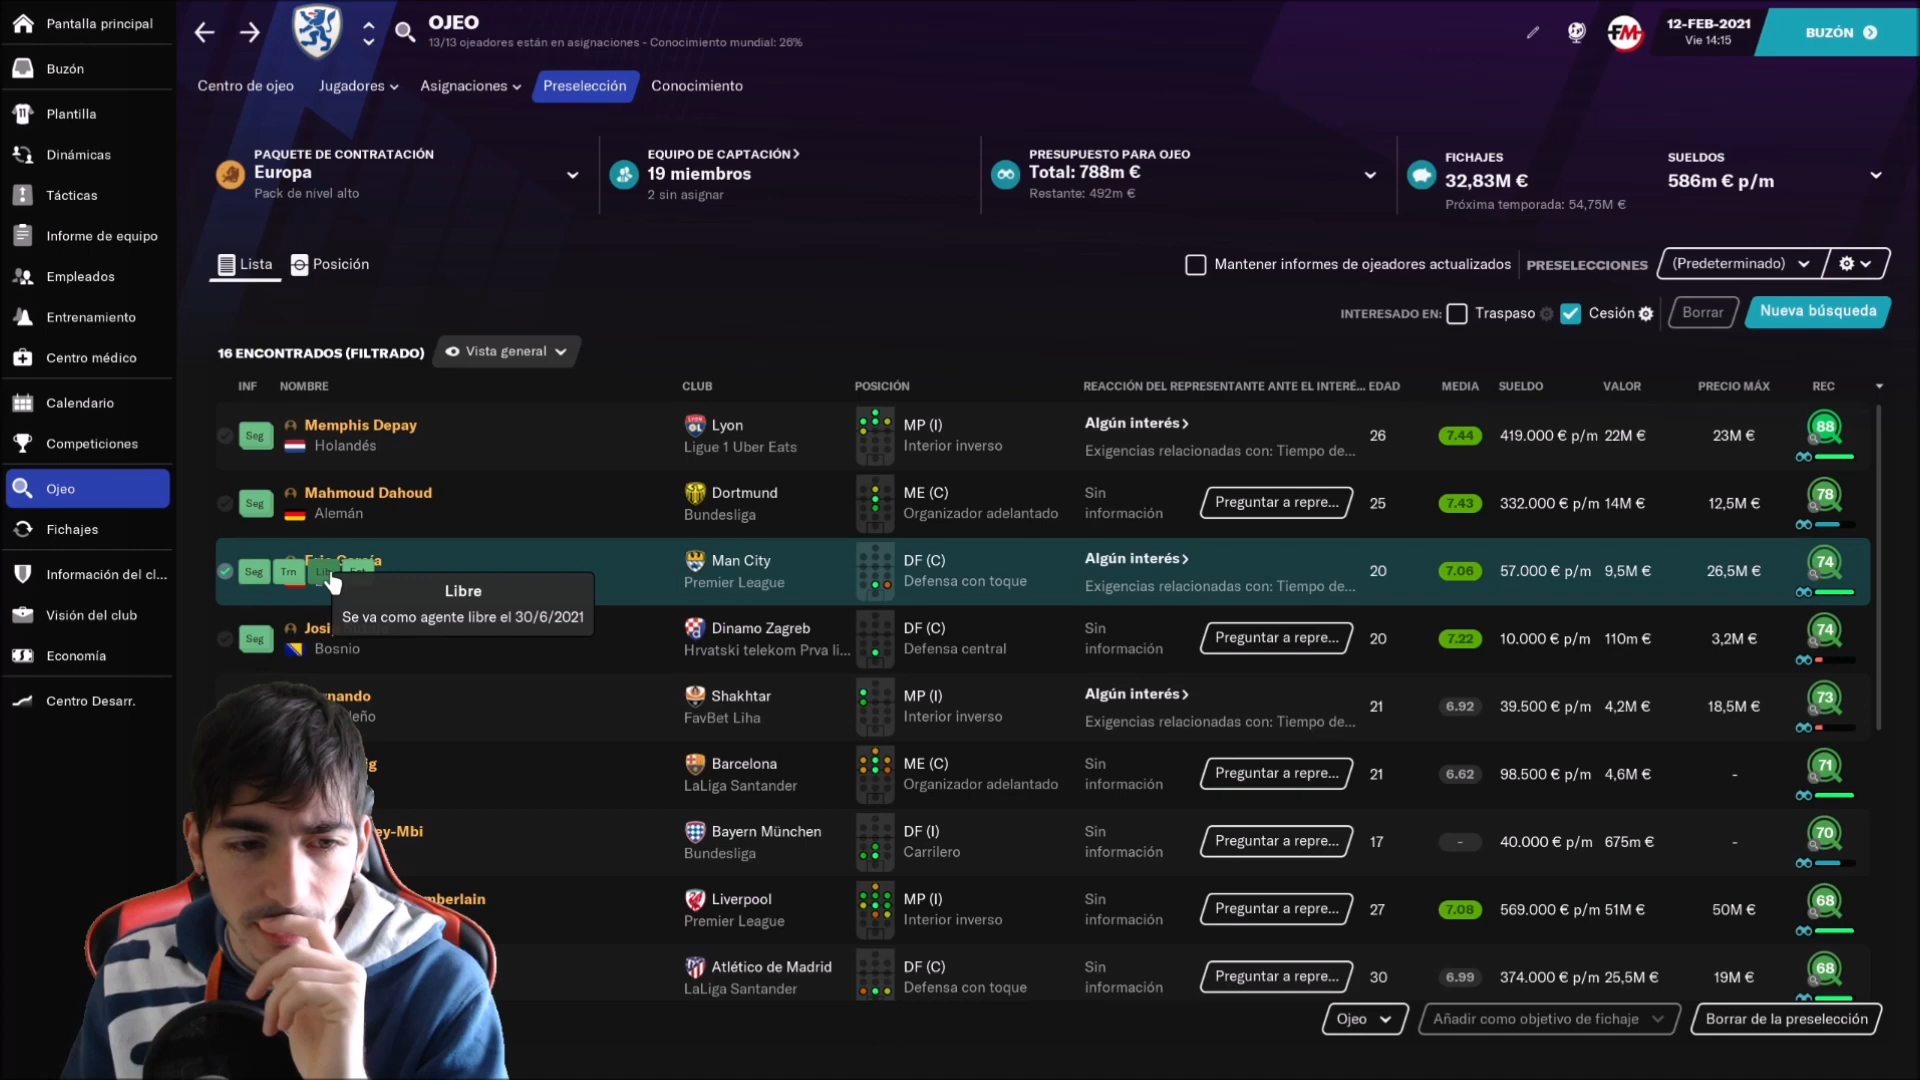 Pantalla principal
Buzón
Plantilla
Dinámicas
Tácticas
Informe de equipo
Empleados
Entrenamiento
Centro médico
Calendario
Competiciones
Ojeo
Fichajes
Información del cl...
Visión del club
Economía
Centro Desarr.
OJEO
13/13 ojeadores están en asignaciones - Conocimiento mundial: 26%
FM
12-FEB-2021
Vie 14:15
BUZÓN
Centro de ojeo Jugadores Asignaciones Preselección Conocimiento
PAQUETE DE CONTRATACIÓN
Europa
Pack de nivel alto
EQUIPO DE CAPTACIÓN
19 miembros
2 sin asignar
PRESUPUESTO PARA OJEO
Total: 788m €
Restante: 492m €
FICHAJES
32,83M €
Próxima temporada: 54,75M €
SUELDOS
586m € p/m
Lista Posición
Mantener informes de ojeadores actualizados
PRESELECCIONES (Predeterminado)
INTERESADO EN: Traspaso Cesión Borrar Nueva búsqueda
16 ENCONTRADOS (FILTRADO) Vista general
INF NOMBRE CLUB POSICIÓN REACCIÓN DEL REPRESENTANTE ANTE EL INTERÉ... EDAD MEDIA SUELDO VALOR PRECIO MÁX REC
Seg Memphis Depay Lyon MP (I) Algún interés 26 7.44 419.000 € p/m 22M € 23M € 88
Holandés Ligue 1 Uber Eats Interior inverso Exigencias relacionadas con: Tiempo de...
Seg Mahmoud Dahoud Dortmund ME (C) Sin información Preguntar a repre... 25 7.43 332.000 € p/m 14M € 12,5M € 78
Alemán Bundesliga Organizador adelantado
Seg Trn Man City DF (C) Algún interés 20 7.06 57.000 € p/m 9,5M € 26,5M € 74
Premier League Defensa con toque Exigencias relacionadas con: Tiempo de...
Libre
Se va como agente libre el 30/6/2021
Seg Josi Dinamo Zagreb DF (C) Sin información Preguntar a repre... 20 7.22 10.000 € p/m 110m € 3,2M € 74
Bosnio Hrvatski telekom Prva li... Defensa central
rnando Shakhtar MP (I) Algún interés 21 6.92 39.500 € p/m 4,2M € 18,5M € 73
leño FavBet Liha Interior inverso Exigencias relacionadas con: Tiempo de...
ig Barcelona ME (C) Sin información Preguntar a repre... 21 6.62 98.500 € p/m 4,6M € - 71
LaLiga Santander Organizador adelantado
ey-Mbi Bayern München DF (I) Sin información Preguntar a repre... 17 - 40.000 € p/m 675m € - 70
Bundesliga Carrilero
mberlain Liverpool MP (I) Sin información Preguntar a repre... 27 7.08 569.000 € p/m 51M € 50M € 68
Premier League Interior inverso
Atlético de Madrid DF (C) Sin información Preguntar a repre... 30 6.99 374.000 € p/m 25,5M € 19M € 68
LaLiga Santander Defensa con toque
Ojeo Añadir como objetivo de fichaje Borrar de la preselección